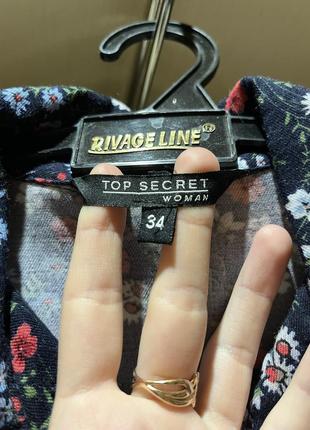 RIVAGE LINE®
TOP SECRET
WOMAN
34